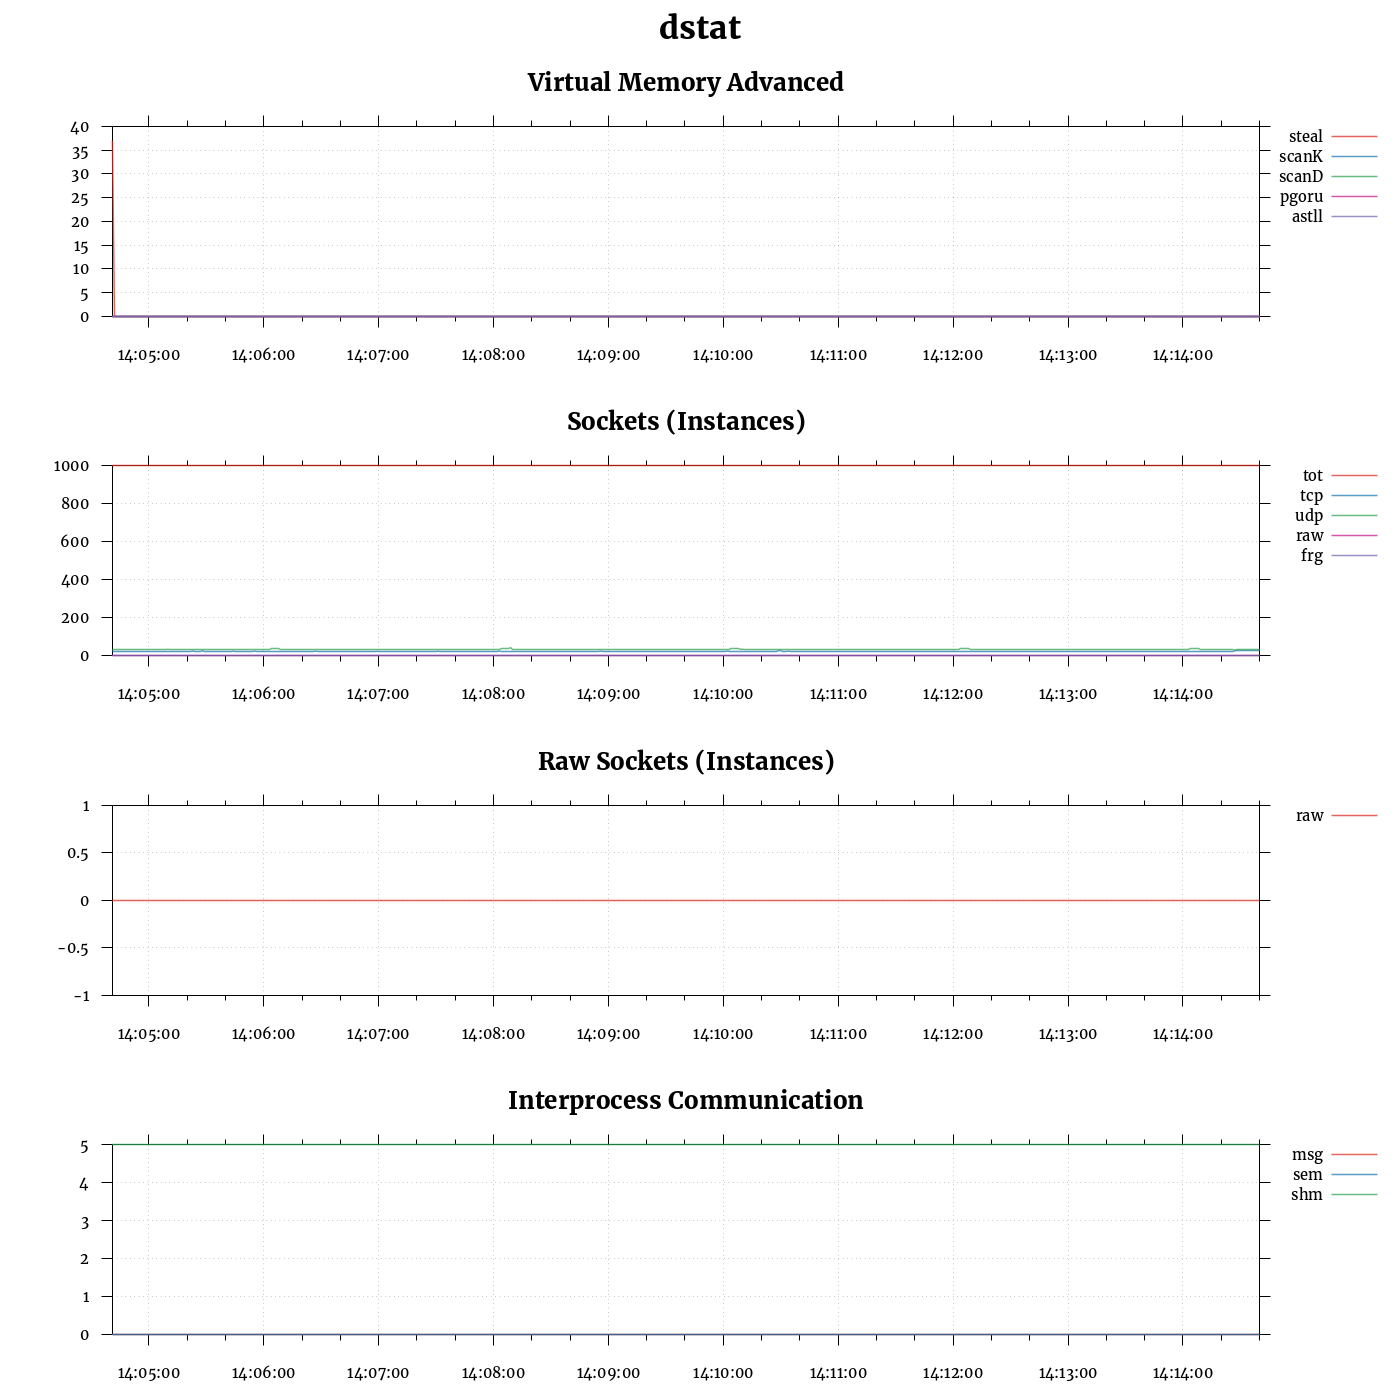 dstat
Virtual Memory Advanced
40
35
30
25
20
15
10
5
0
14:05:00 14:06:00 14:07:00 14:08:00 14:09:00 14:10:00 14:11:00 14:12:00 14:13:00 14:14:00
steal
scanK
scanD
pgoru
astll
Sockets (Instances)
1000
800
600
400
200
0
14:05:00 14:06:00 14:07:00 14:08:00 14:09:00 14:10:00 14:11:00 14:12:00 14:13:00 14:14:00
tot
tcp
udp
raw
frg
Raw Sockets (Instances)
1
0.5
0
-0.5
-1
14:05:00 14:06:00 14:07:00 14:08:00 14:09:00 14:10:00 14:11:00 14:12:00 14:13:00 14:14:00
raw
Interprocess Communication
5
4
3
2
1
0
14:05:00 14:06:00 14:07:00 14:08:00 14:09:00 14:10:00 14:11:00 14:12:00 14:13:00 14:14:00
msg
sem
shm